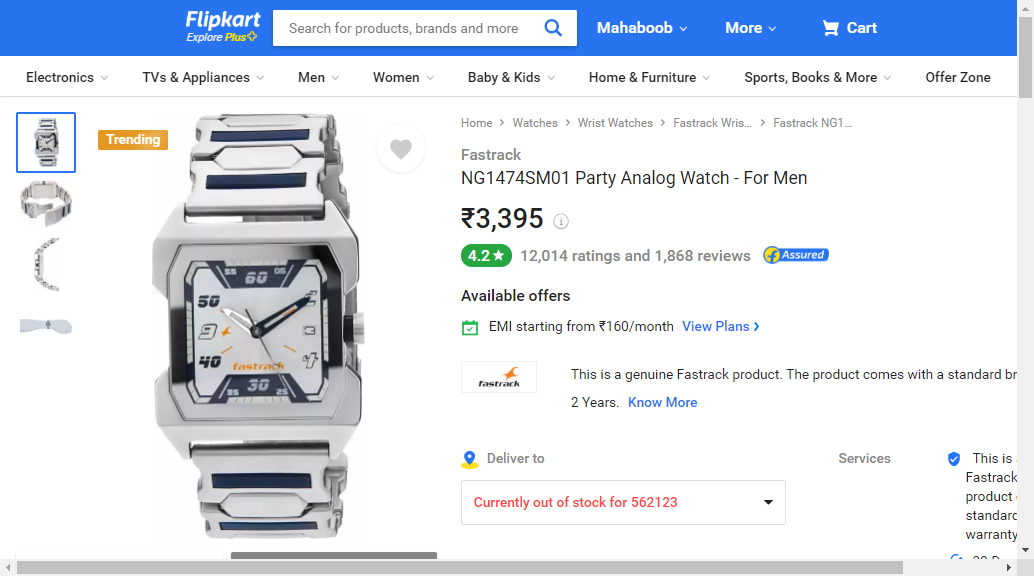 Flipkart
Explore Plus
Search for products, brands and more
Mahaboob
More
Cart
Electronics
TVs & Appliances
Men
Women
Baby & Kids
Home & Furniture
Sports, Books & More
Offer Zone
Trending
55 60 05
50
9
3
40
4
fastrack
35 30 25
Home > Watches > Wrist Watches > Fastrack Wris... > Fastrack NG1...
Fastrack
NG1474SM01 Party Analog Watch - For Men
₹3,395
4.2 ★ 12,014 ratings and 1,868 reviews
Assured
Available offers
EMI starting from ₹160/month View Plans ›
fastrack
This is a genuine Fastrack product. The product comes with a standard br
2 Years. Know More
Deliver to
Currently out of stock for 562123
Services
This is
Fastrack
product
standard
warranty